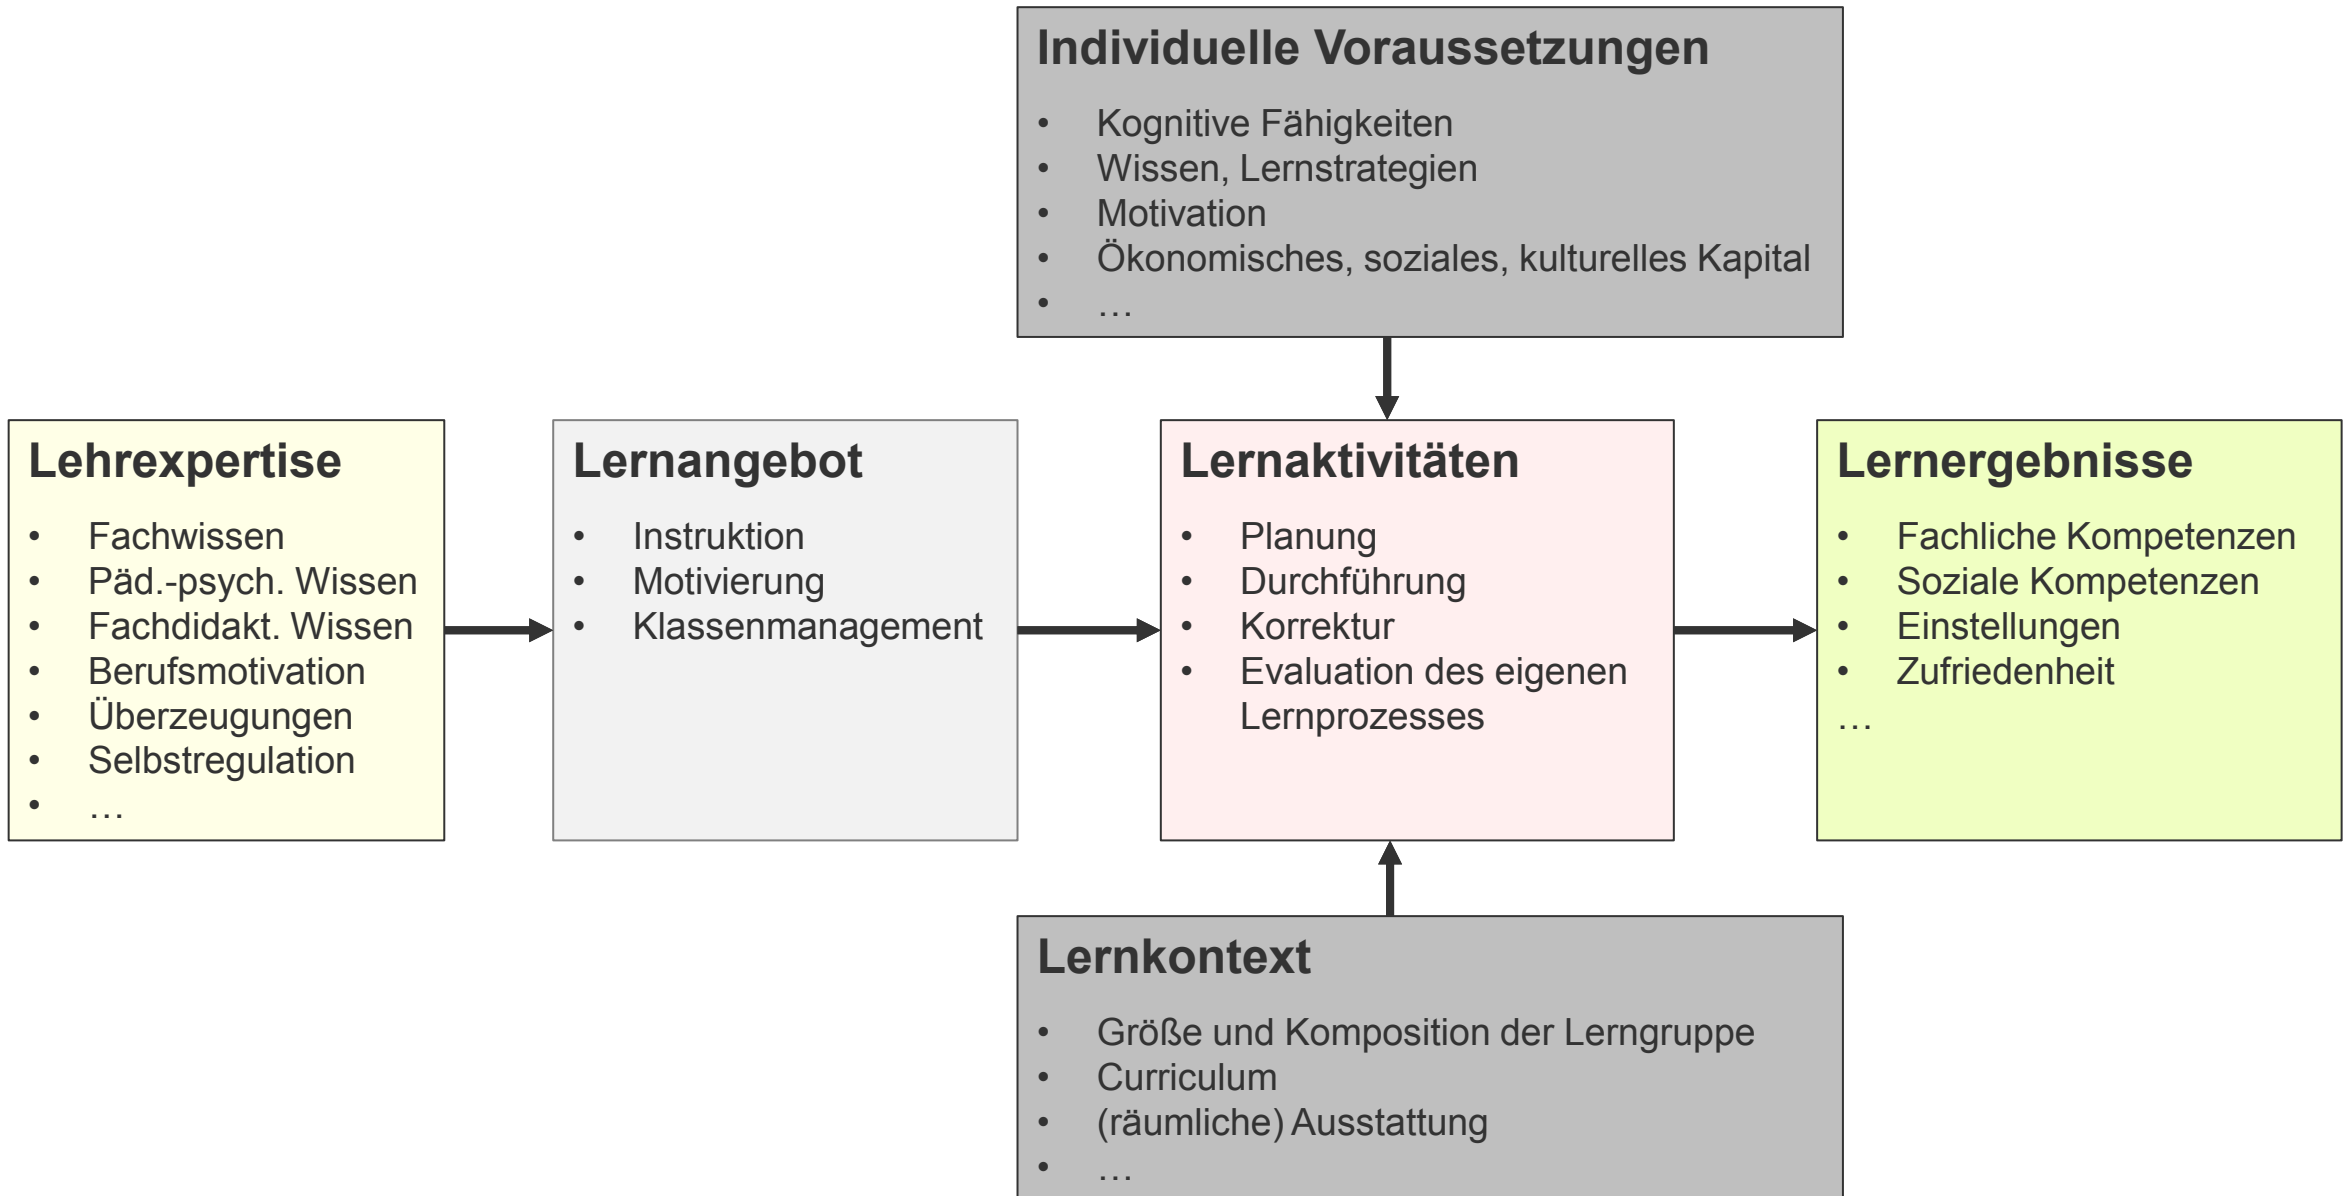 Individuelle Voraussetzungen
• Kognitive Fähigkeiten
• Wissen, Lernstrategien
• Motivation
• Ökonomisches, soziales, kulturelles Kapital
• …
Lehrexpertise
• Fachwissen
• Päd.-psych. Wissen
• Fachdidakt. Wissen
• Berufsmotivation
• Überzeugungen
• Selbstregulation
• …
Lernangebot
• Instruktion
• Motivierung
• Klassenmanagement
Lernaktivitäten
• Planung
• Durchführung
• Korrektur
• Evaluation des eigenen
Lernprozesses
Lernergebnisse
• Fachliche Kompetenzen
• Soziale Kompetenzen
• Einstellungen
• Zufriedenheit
…
Lernkontext
• Größe und Komposition der Lerngruppe
• Curriculum
• (räumliche) Ausstattung
• …